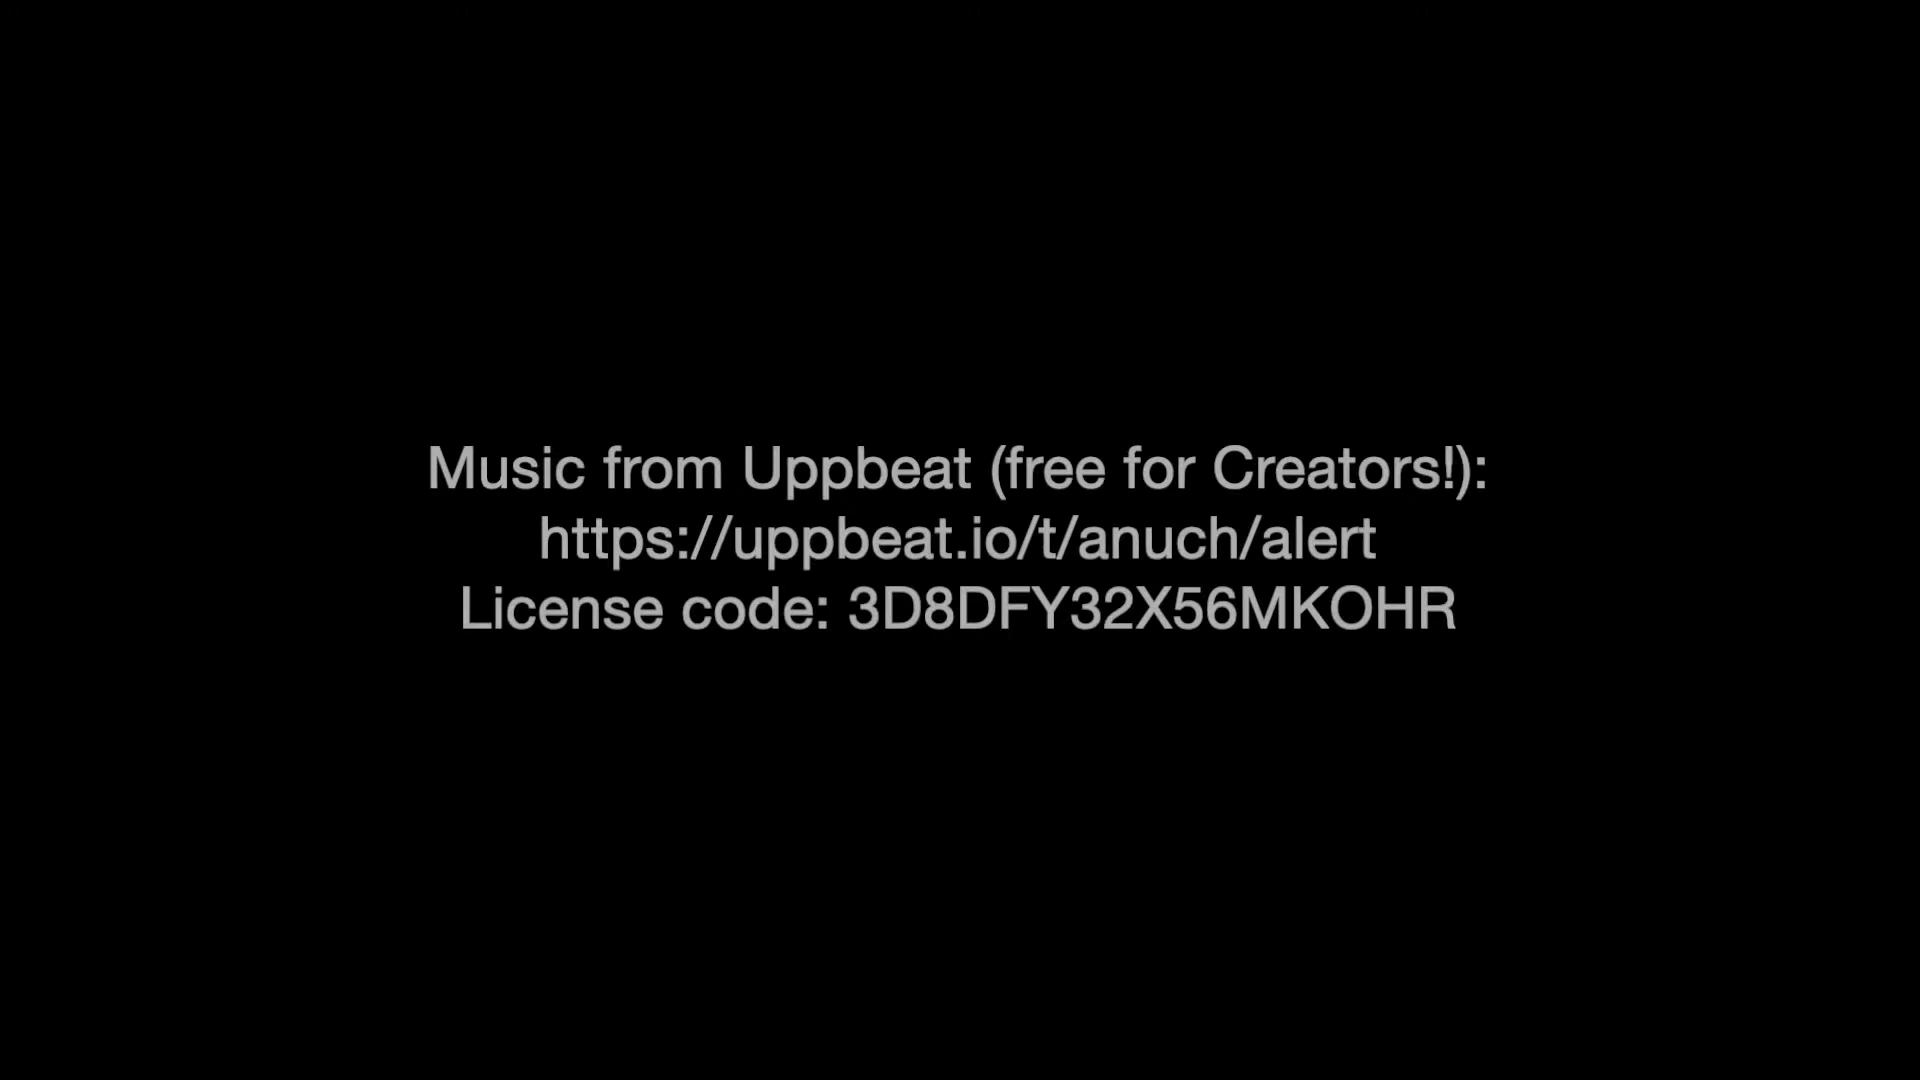 Music from Uppbeat (free for Creators!):
https://uppbeat.io/t/anuch/alert
License code: 3D8DFY32X56MKOHR